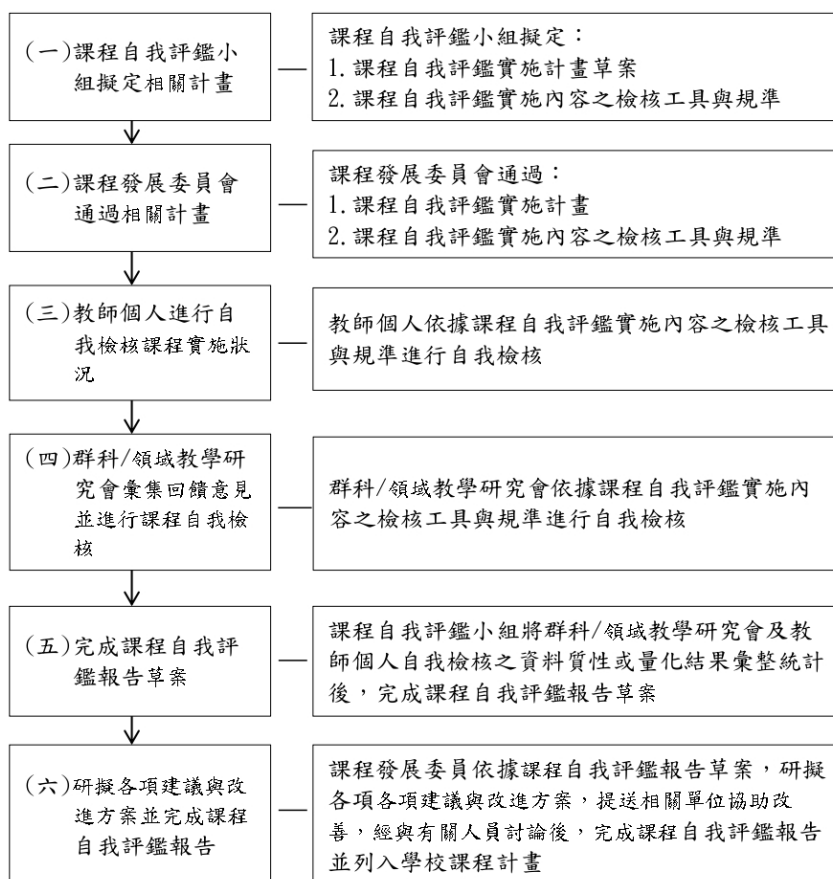 (一)課程自我評鑑小
組擬定相關計畫
課程自我評鑑小組擬定：
1.課程自我評鑑實施計畫草案
2.課程自我評鑑實施內容之檢核工具與規準
(二)課程發展委員會
通過相關計畫
課程發展委員會通過：
1.課程自我評鑑實施計畫
2.課程自我評鑑實施內容之檢核工具與規準
(三)教師個人進行自
我檢核課程實施狀
況
教師個人依據課程自我評鑑實施內容之檢核工具
與規準進行自我檢核
(四)群科/領域教學研
究會彙集回饋意見
並進行課程自我檢
核
群科/領域教學研究會依據課程自我評鑑實施內
容之檢核工具與規準進行自我檢核
(五)完成課程自我評
鑑報告草案
課程自我評鑑小組將群科/領域教學研究會及教
師個人自我檢核之資料質性或量化結果彙整統計
後，完成課程自我評鑑報告草案
(六)研擬各項建議與改
進方案並完成課程
自我評鑑報告
課程發展委員依據課程自我評鑑報告草案，研擬
各項各項建議與改進方案，提送相關單位協助改
善，經與有關人員討論後，完成課程自我評鑑報告
並列入學校課程計畫